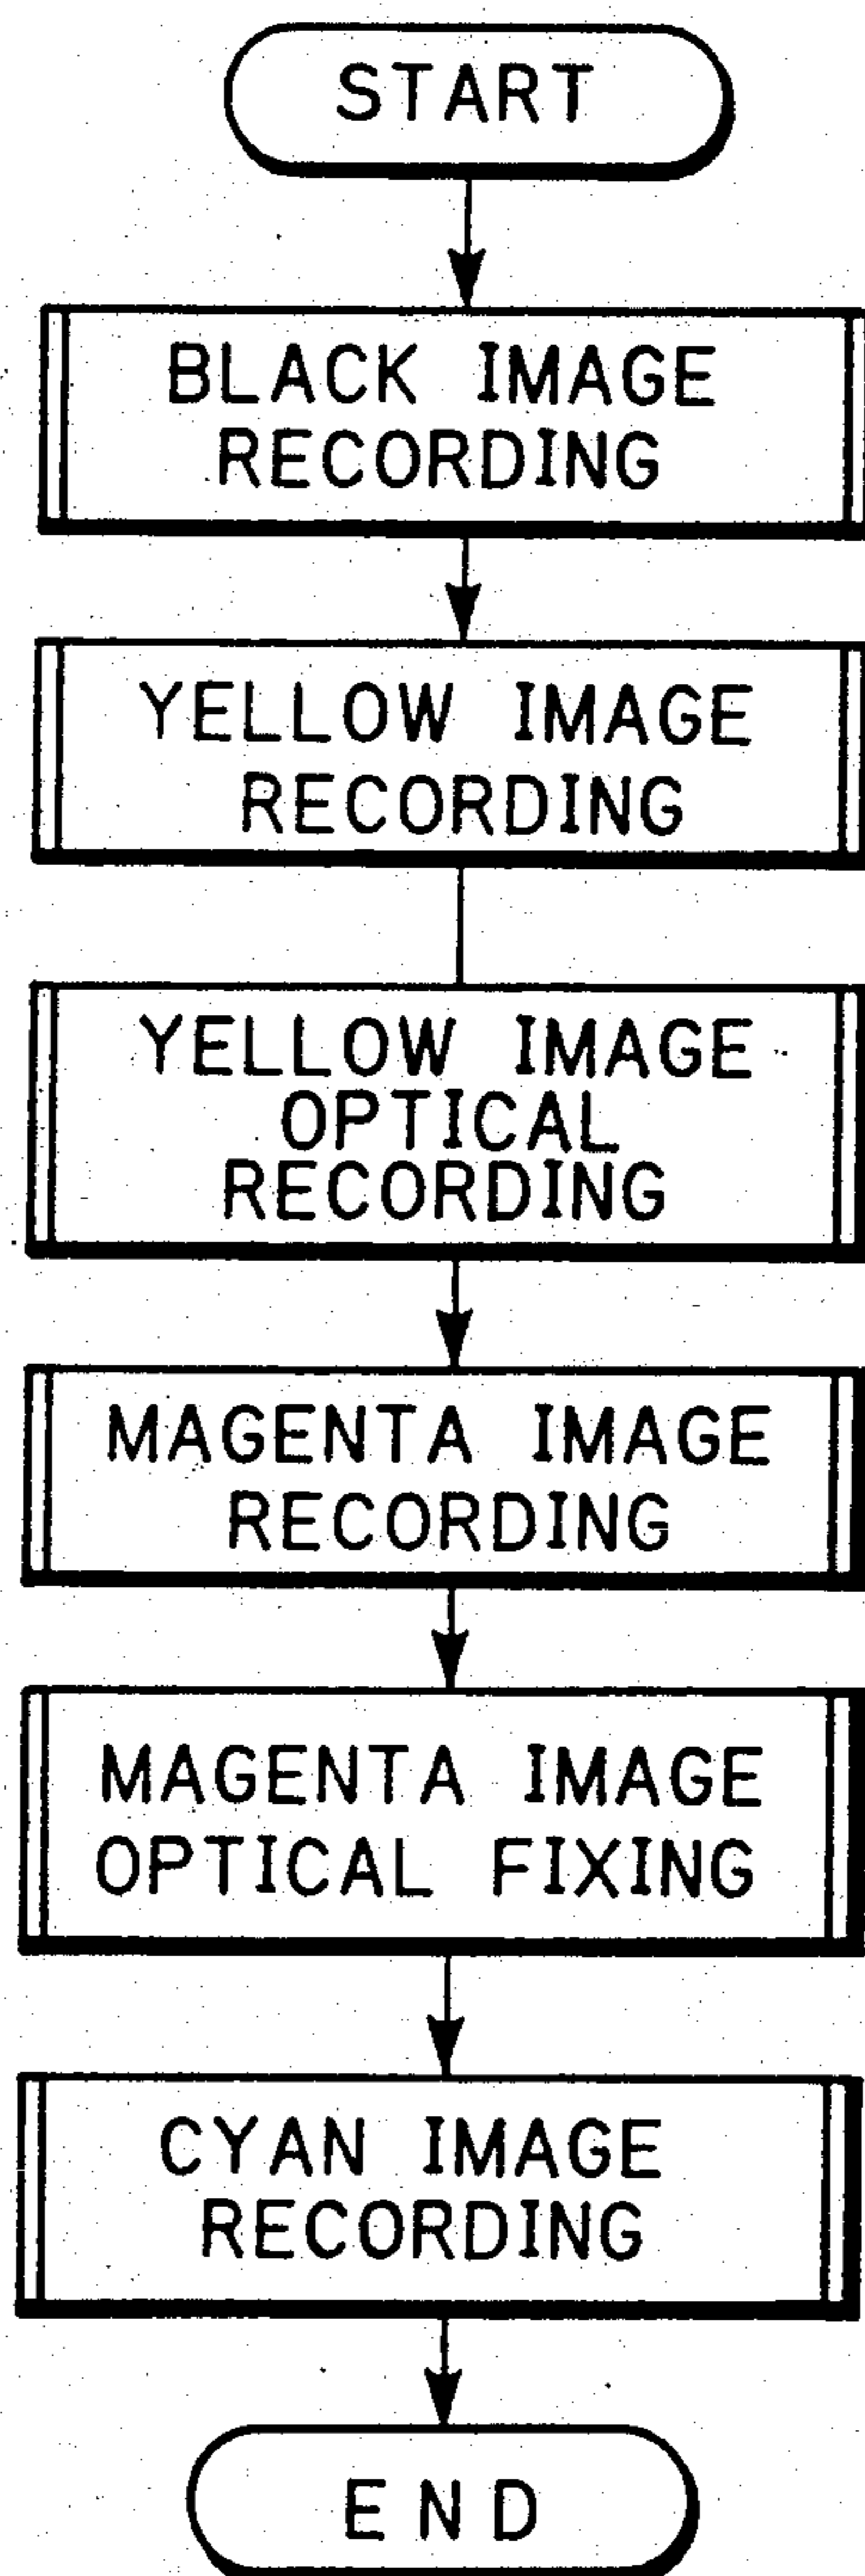 START
BLACK IMAGE
RECORDING
YELLOW IMAGE
RECORDING
YELLOW IMAGE
OPTICAL
RECORDING
MAGENTA IMAGE
RECORDING
MAGENTA IMAGE
OPTICAL FIXING
CYAN IMAGE
RECORDING
END